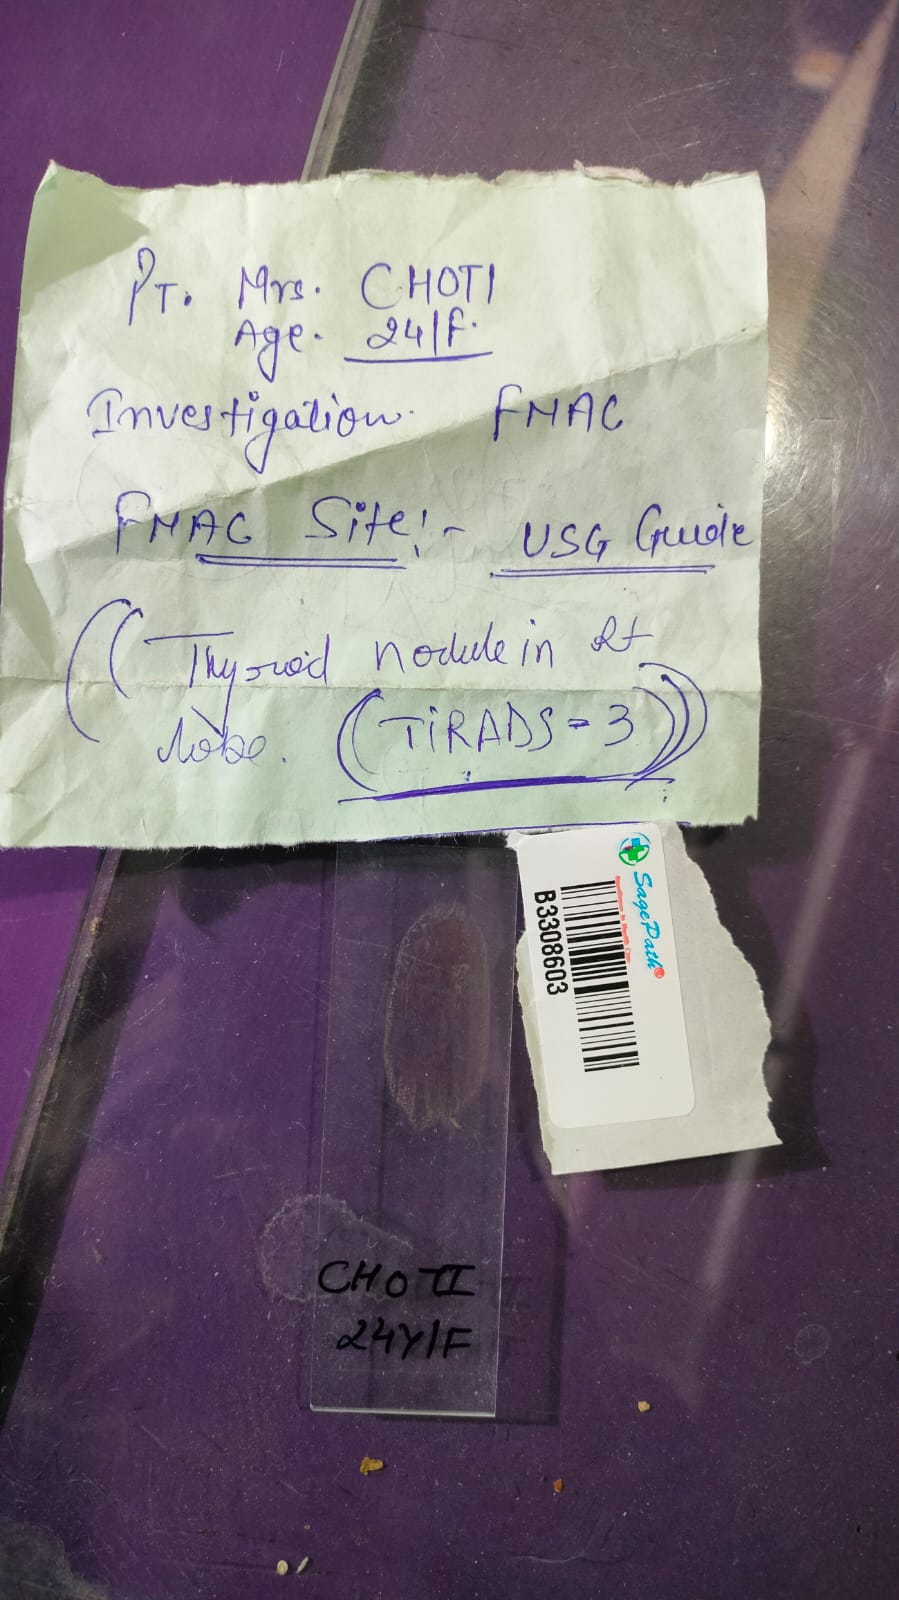 PT. Mrs. CHOTI
Age. 24/F.
Investigation. FNAC
FNAC Site:- USG Guide
((Thyroid nodule in Rt
lobe. (TiRADS - 3)))
SagePath
B3308603
CHOTI
24Y/F